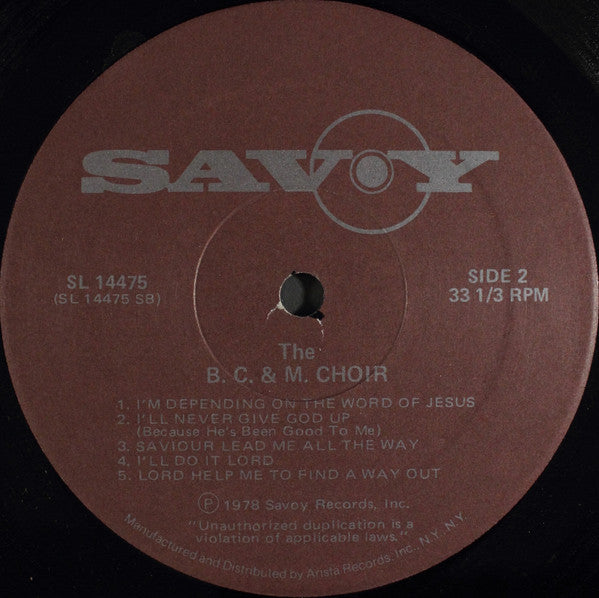 SAVOY
SL 14475
(SL 14475 SB)
SIDE 2
33 1/3 RPM
The
B. C. & M. CHOIR
1. I'M DEPENDING ON THE WORD OF JESUS
2. I'LL NEVER GIVE GOD UP
(Because He's Been Good To Me)
3. SAVIOUR LEAD ME ALL THE WAY
4. I'LL DO IT LORD
5. LORD HELP ME TO FIND A WAY OUT
Ⓟ 1978 Savoy Records, Inc.
"Unauthorized duplication is a
violation of applicable laws."
Manufactured and Distributed by Arista Records, Inc., N.Y. N.Y.